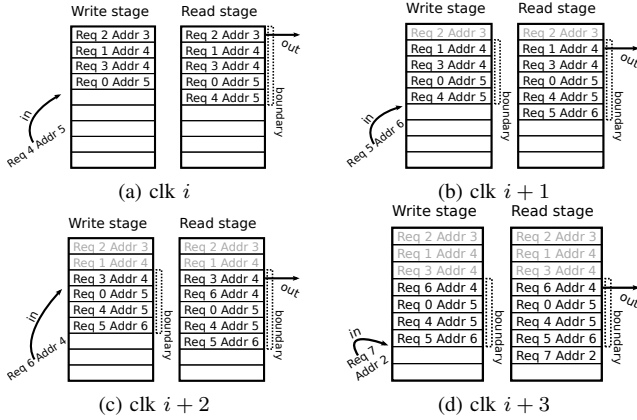 Write stage
Read stage
Req 2 Addr 3
Req 1 Addr 4
Req 3 Addr 4
Req 0 Addr 5
Req 2 Addr 3
Req 1 Addr 4
Req 3 Addr 4
Req 0 Addr 5
Req 4 Addr 5
in
Req 4 Addr 5
out
boundary
(a) clk i
Write stage
Read stage
Req 2 Addr 3
Req 1 Addr 4
Req 3 Addr 4
Req 0 Addr 5
Req 4 Addr 5
Req 2 Addr 3
Req 1 Addr 4
Req 3 Addr 4
Req 0 Addr 5
Req 4 Addr 5
Req 5 Addr 6
in
Req 5 Addr 6
boundary
out
boundary
(b) clk i + 1
Write stage
Read stage
Req 2 Addr 3
Req 1 Addr 4
Req 3 Addr 4
Req 0 Addr 5
Req 4 Addr 5
Req 5 Addr 6
Req 2 Addr 3
Req 1 Addr 4
Req 3 Addr 4
Req 6 Addr 4
Req 0 Addr 5
Req 4 Addr 5
Req 5 Addr 6
in
Req 6 Addr 4
boundary
out
boundary
(c) clk i + 2
Write stage
Read stage
Req 2 Addr 3
Req 1 Addr 4
Req 3 Addr 4
Req 6 Addr 4
Req 0 Addr 5
Req 4 Addr 5
Req 5 Addr 6
Req 2 Addr 3
Req 1 Addr 4
Req 3 Addr 4
Req 6 Addr 4
Req 0 Addr 5
Req 4 Addr 5
Req 5 Addr 6
Req 7 Addr 2
in
Req 7
Addr 2
boundary
out
boundary
(d) clk i + 3